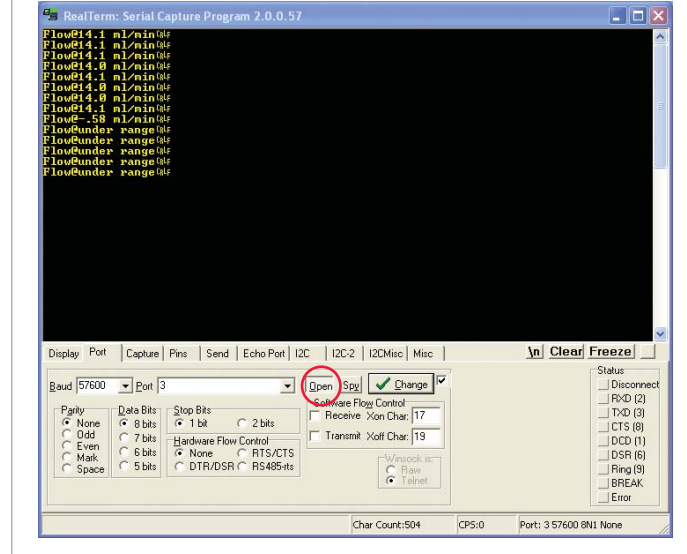 RealTerm: Serial Capture Program 2.0.0.57
Flow@14.1 ml/min
Flow@14.1 ml/min
Flow@14.1 ml/min
Flow@14.0 ml/min
Flow@14.1 ml/min
Flow@14.0 ml/min
Flow@14.0 ml/min
Flow@14.1 ml/min
Flow@-.58 ml/min
Flow@under range
Flow@under range
Flow@under range
Flow@under range
Flow@under range
Display Port Capture Pins Send Echo Port I2C I2C-2 I2CMisc Misc \n Clear Freeze
Baud 57600 Port 3 Open Spy Change
Parity
None
Odd
Even
Mark
Space
Data Bits
8 bits
7 bits
6 bits
5 bits
Stop Bits
1 bit 2 bits
Hardware Flow Control
None RTS/CTS
DTR/DSR RS485-rts
Software Flow Control
Receive Xon Char: 17
Transmit Xoff Char: 19
Winsock is:
Raw
Telnet
Status
Disconnect
RXD (2)
TXD (3)
CTS (8)
DCD (1)
DSR (6)
Ring (9)
BREAK
Error
Char Count:504 CPS:0 Port: 3 57600 8N1 None